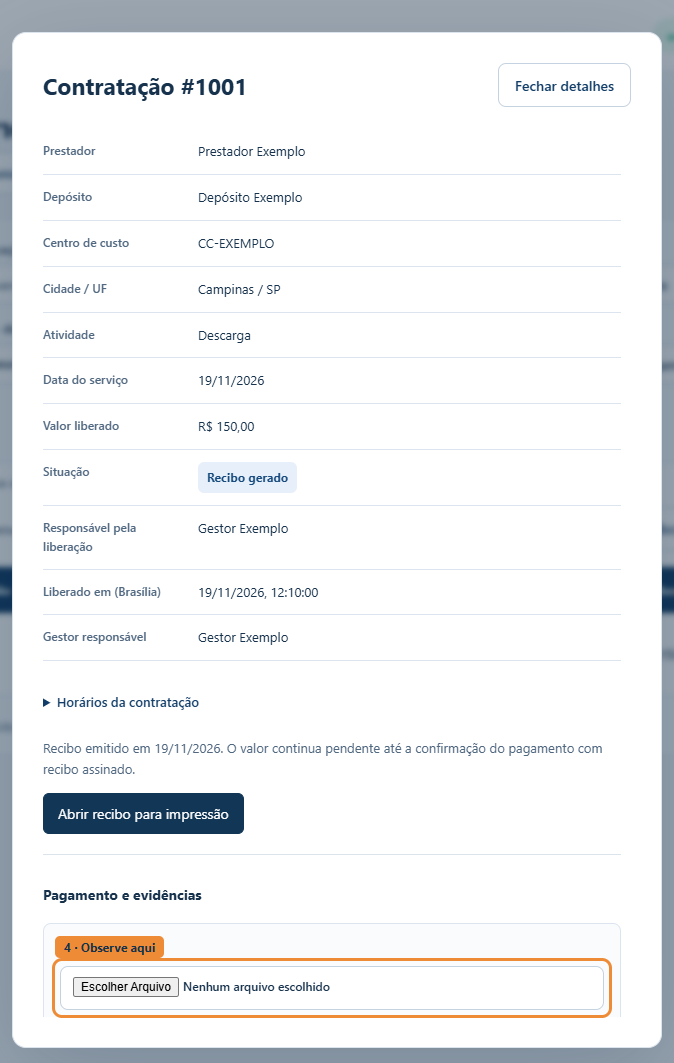 Contratação #1001
Fechar detalhes
Prestador
Prestador Exemplo
Depósito
Depósito Exemplo
Centro de custo
CC-EXEMPLO
Cidade / UF
Campinas / SP
Atividade
Descarga
Data do serviço
19/11/2026
Valor liberado
R$ 150,00
Situação
Recibo gerado
Responsável pela
liberação
Gestor Exemplo
Liberado em (Brasília)
19/11/2026, 12:10:00
Gestor responsável
Gestor Exemplo
Horários da contratação
Recibo emitido em 19/11/2026. O valor continua pendente até a confirmação do pagamento com
recibo assinado.
Abrir recibo para impressão
Pagamento e evidências
4 · Observe aqui
Escolher Arquivo Nenhum arquivo escolhido